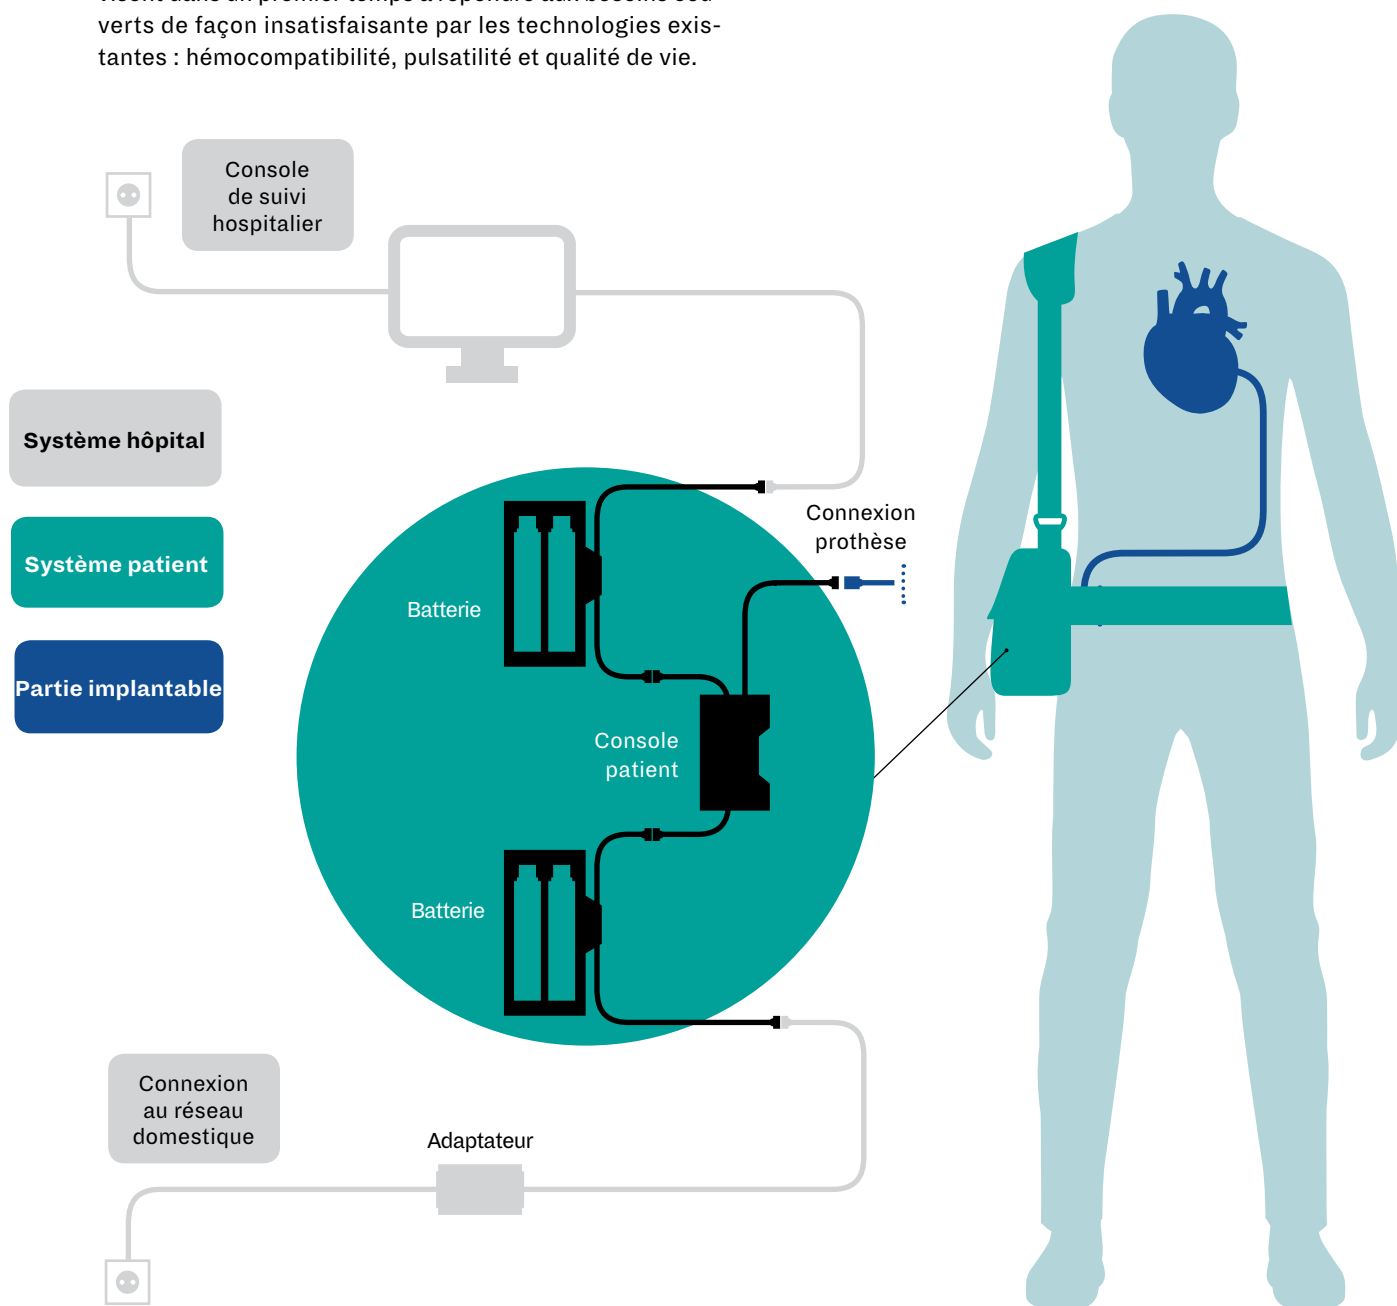 verts de façon insatisfaisante par les technologies exis-
tantes : hémocompatibilité, pulsatilité et qualité de vie.
Console
de suivi
hospitalier
Système hôpital
Système patient
Partie implantable
Connexion
prothèse
Batterie
Console
patient
Batterie
Connexion
au réseau
domestique
Adaptateur